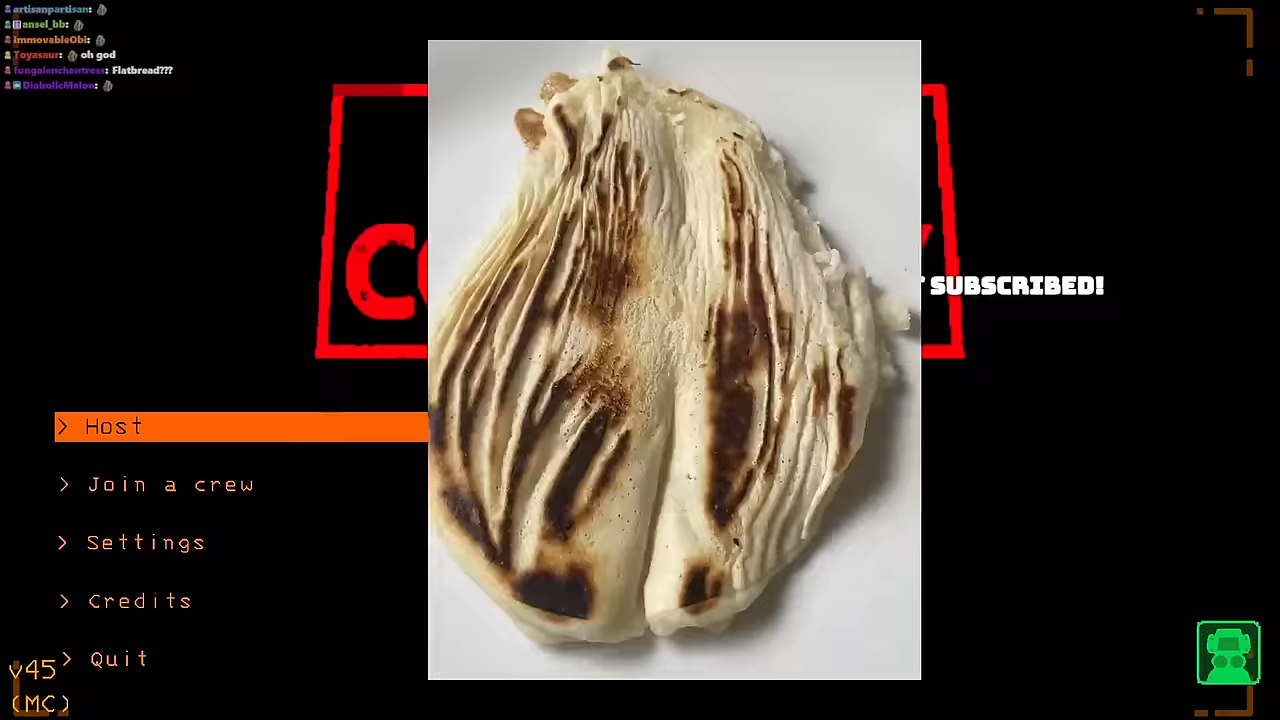 artisanpartisan:
ansel_bb:
ImmovableObi:
Toyasaur: oh god
fungalenchantress: Flatbread???
DiabolicMelon:
SUBSCRIBED!
> Host
> Join a crew
> Settings
> Credits
> Quit
v45
(MC)